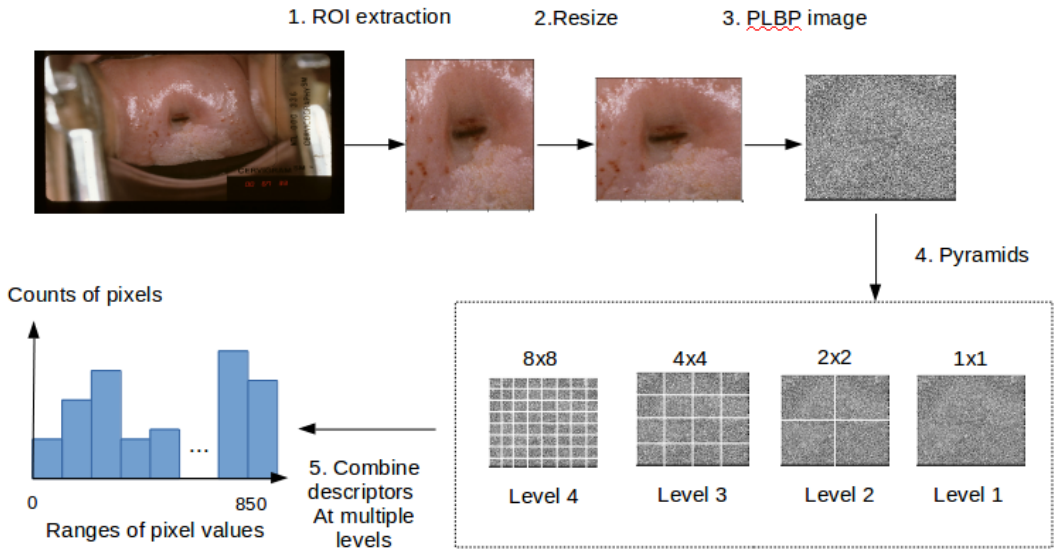 1. ROI extraction
2.Resize
3. PLBP image
4. Pyramids
Counts of pixels
8x8
4x4
2x2
1x1
...
Level 4
Level 3
Level 2
Level 1
5. Combine
descriptors
At multiple
levels
0
850
Ranges of pixel values